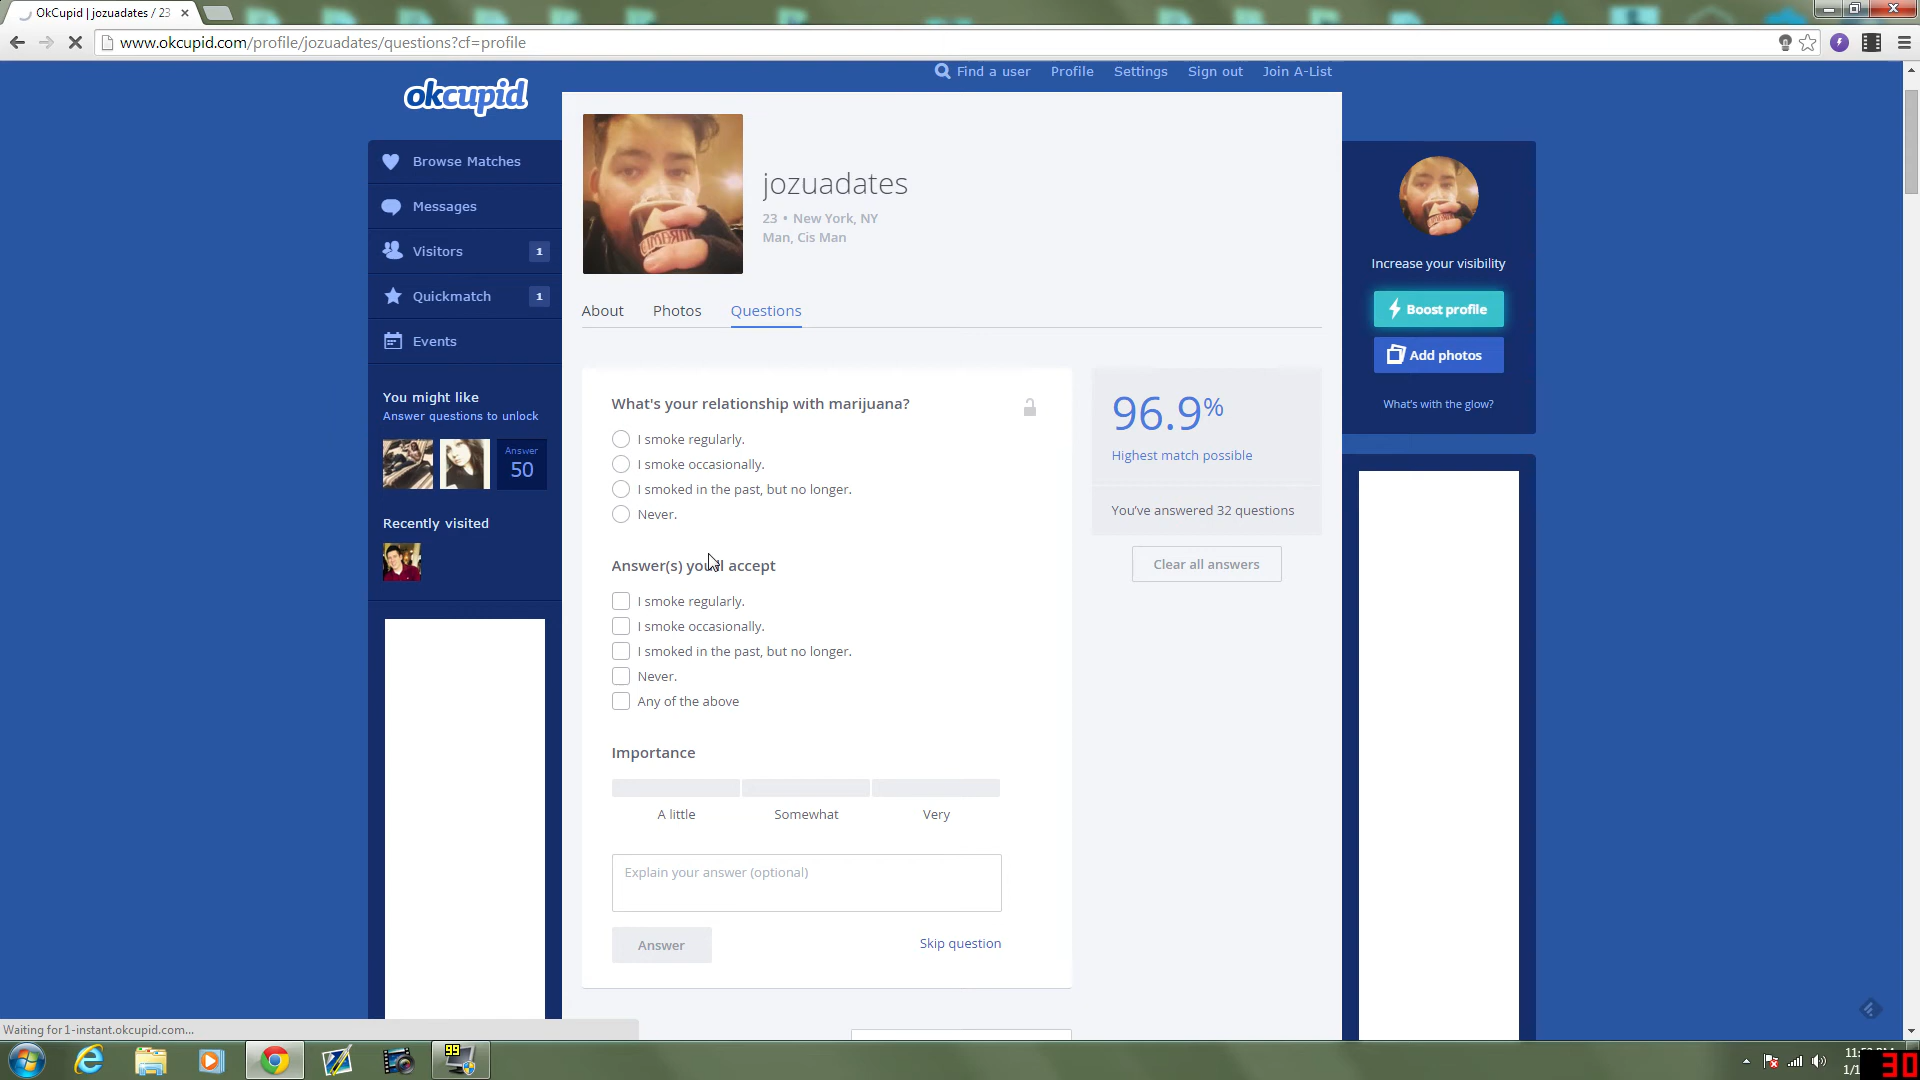 OkCupid | jozuadates / 23
www.okcupid.com/profile/jozuadates/questions?cf=profile
Find a user Profile Settings Sign out Join A-List
okcupid
Browse Matches
Messages
Visitors 1
Quickmatch 1
Events
You might like
Answer questions to unlock
Answer
50
Recently visited
jozuadates
23 • New York, NY
Man, Cis Man
About Photos Questions
What's your relationship with marijuana?
I smoke regularly.
I smoke occasionally.
I smoked in the past, but no longer.
Never.
Answer(s) you'll accept
I smoke regularly.
I smoke occasionally.
I smoked in the past, but no longer.
Never.
Any of the above
Importance
A little Somewhat Very
Explain your answer (optional)
Answer Skip question
96.9%
Highest match possible
You've answered 32 questions
Clear all answers
Increase your visibility
Boost profile
Add photos
What's with the glow?
Waiting for 1-instant.okcupid.com...
99
30